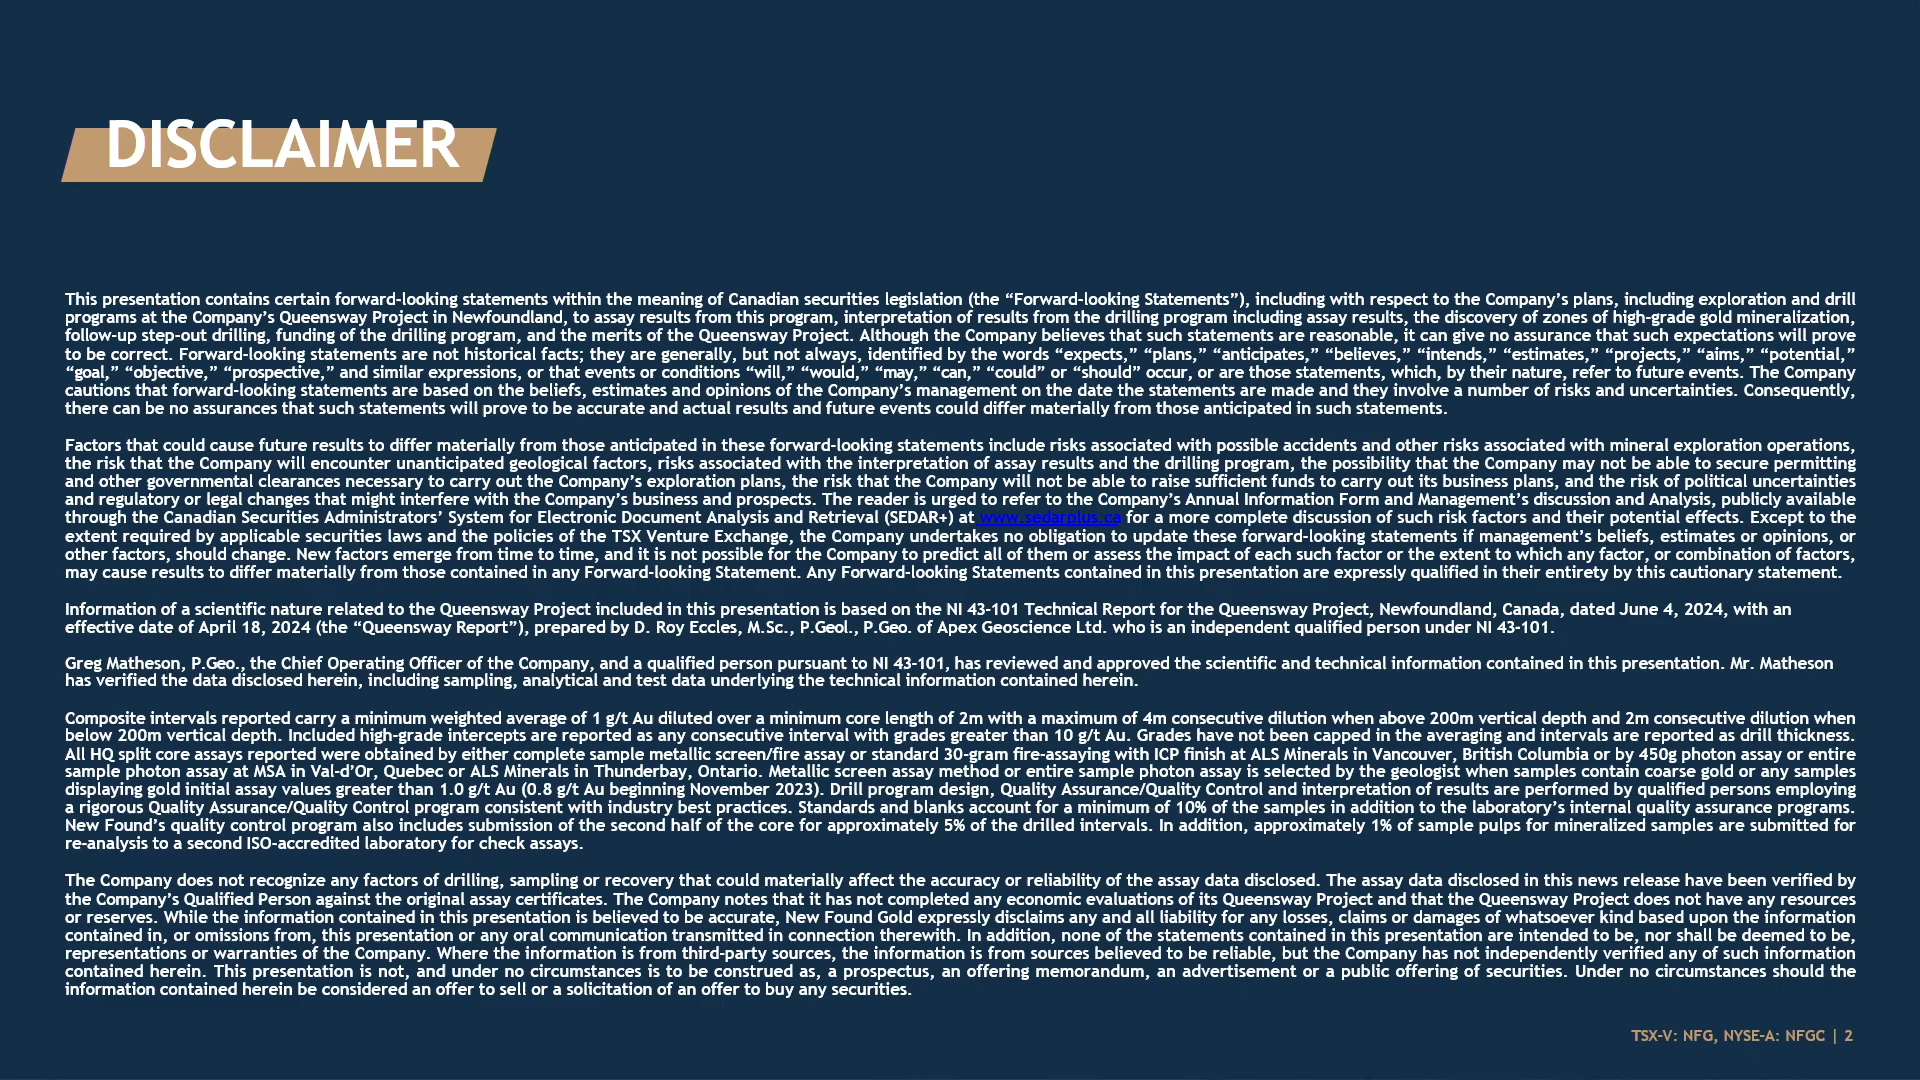 DISCLAIMER
This presentation contains certain forward-looking statements within the meaning of Canadian securities legislation (the “Forward-looking Statements”), including with respect to the Company’s plans, including exploration and drill
programs at the Company’s Queensway Project in Newfoundland, to assay results from this program, interpretation of results from the drilling program including assay results, the discovery of zones of high-grade gold mineralization,
follow-up step-out drilling, funding of the drilling program, and the merits of the Queensway Project. Although the Company believes that such statements are reasonable, it can give no assurance that such expectations will prove
to be correct. Forward-looking statements are not historical facts; they are generally, but not always, identified by the words “expects,” “plans,” “anticipates,” “believes,” “intends,” “estimates,” “projects,” “aims,” “potential,”
“goal,” “objective,” “prospective,” and similar expressions, or that events or conditions “will,” “would,” “may,” “can,” “could” or “should” occur, or are those statements, which, by their nature, refer to future events. The Company
cautions that forward-looking statements are based on the beliefs, estimates and opinions of the Company’s management on the date the statements are made and they involve a number of risks and uncertainties. Consequently,
there can be no assurances that such statements will prove to be accurate and actual results and future events could differ materially from those anticipated in such statements.
Factors that could cause future results to differ materially from those anticipated in these forward-looking statements include risks associated with possible accidents and other risks associated with mineral exploration operations,
the risk that the Company will encounter unanticipated geological factors, risks associated with the interpretation of assay results and the drilling program, the possibility that the Company may not be able to secure permitting
and other governmental clearances necessary to carry out the Company’s exploration plans, the risk that the Company will not be able to raise sufficient funds to carry out its business plans, and the risk of political uncertainties
and regulatory or legal changes that might interfere with the Company’s business and prospects. The reader is urged to refer to the Company’s Annual Information Form and Management’s discussion and Analysis, publicly available
through the Canadian Securities Administrators’ System for Electronic Document Analysis and Retrieval (SEDAR+) at www.sedarplus.ca for a more complete discussion of such risk factors and their potential effects. Except to the
extent required by applicable securities laws and the policies of the TSX Venture Exchange, the Company undertakes no obligation to update these forward-looking statements if management’s beliefs, estimates or opinions, or
other factors, should change. New factors emerge from time to time, and it is not possible for the Company to predict all of them or assess the impact of each such factor or the extent to which any factor, or combination of factors,
may cause results to differ materially from those contained in any Forward-looking Statement. Any Forward-looking Statements contained in this presentation are expressly qualified in their entirety by this cautionary statement.
Information of a scientific nature related to the Queensway Project included in this presentation is based on the NI 43-101 Technical Report for the Queensway Project, Newfoundland, Canada, dated June 4, 2024, with an
effective date of April 18, 2024 (the “Queensway Report”), prepared by D. Roy Eccles, M.Sc., P.Geol., P.Geo. of Apex Geoscience Ltd. who is an independent qualified person under NI 43-101.
Greg Matheson, P.Geo., the Chief Operating Officer of the Company, and a qualified person pursuant to NI 43-101, has reviewed and approved the scientific and technical information contained in this presentation. Mr. Matheson
has verified the data disclosed herein, including sampling, analytical and test data underlying the technical information contained herein.
Composite intervals reported carry a minimum weighted average of 1 g/t Au diluted over a minimum core length of 2m with a maximum of 4m consecutive dilution when above 200m vertical depth and 2m consecutive dilution when
below 200m vertical depth. Included high-grade intercepts are reported as any consecutive interval with grades greater than 10 g/t Au. Grades have not been capped in the averaging and intervals are reported as drill thickness.
All HQ split core assays reported were obtained by either complete sample metallic screen/fire assay or standard 30-gram fire-assaying with ICP finish at ALS Minerals in Vancouver, British Columbia or by 450g photon assay or entire
sample photon assay at MSA in Val-d’Or, Quebec or ALS Minerals in Thunderbay, Ontario. Metallic screen assay method or entire sample photon assay is selected by the geologist when samples contain coarse gold or any samples
displaying gold initial assay values greater than 1.0 g/t Au (0.8 g/t Au beginning November 2023). Drill program design, Quality Assurance/Quality Control and interpretation of results are performed by qualified persons employing
a rigorous Quality Assurance/Quality Control program consistent with industry best practices. Standards and blanks account for a minimum of 10% of the samples in addition to the laboratory’s internal quality assurance programs.
New Found’s quality control program also includes submission of the second half of the core for approximately 5% of the drilled intervals. In addition, approximately 1% of sample pulps for mineralized samples are submitted for
re-analysis to a second ISO-accredited laboratory for check assays.
The Company does not recognize any factors of drilling, sampling or recovery that could materially affect the accuracy or reliability of the assay data disclosed. The assay data disclosed in this news release have been verified by
the Company’s Qualified Person against the original assay certificates. The Company notes that it has not completed any economic evaluations of its Queensway Project and that the Queensway Project does not have any resources
or reserves. While the information contained in this presentation is believed to be accurate, New Found Gold expressly disclaims any and all liability for any losses, claims or damages of whatsoever kind based upon the information
contained in, or omissions from, this presentation or any oral communication transmitted in connection therewith. In addition, none of the statements contained in this presentation are intended to be, nor shall be deemed to be,
representations or warranties of the Company. Where the information is from third-party sources, the information is from sources believed to be reliable, but the Company has not independently verified any of such information
contained herein. This presentation is not, and under no circumstances is to be construed as, a prospectus, an offering memorandum, an advertisement or a public offering of securities. Under no circumstances should the
information contained herein be considered an offer to sell or a solicitation of an offer to buy any securities.
TSX-V: NFG, NYSE-A: NFGC | 2